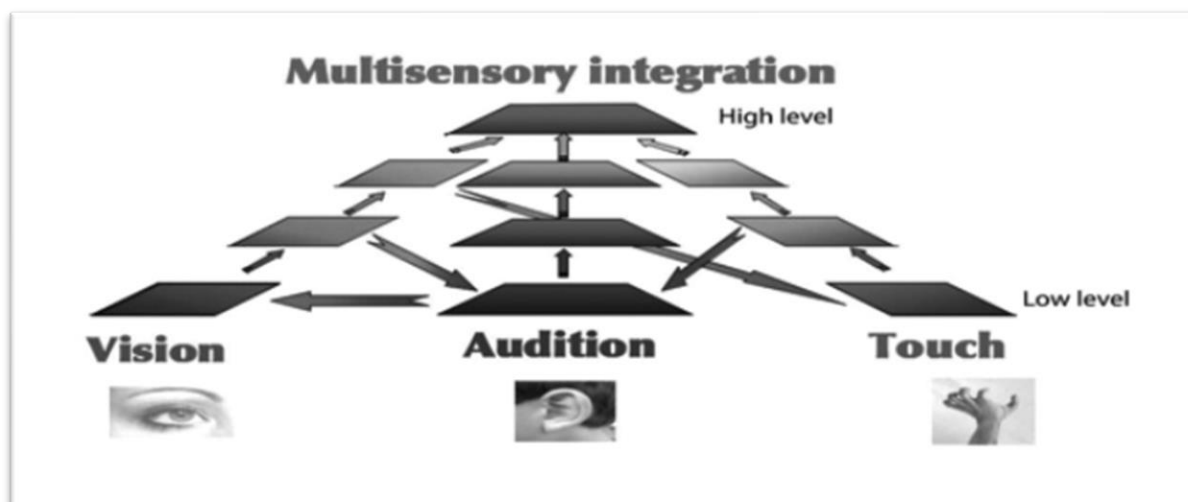 Multisensory integration
High level
Low level
Vision
Audition
Touch